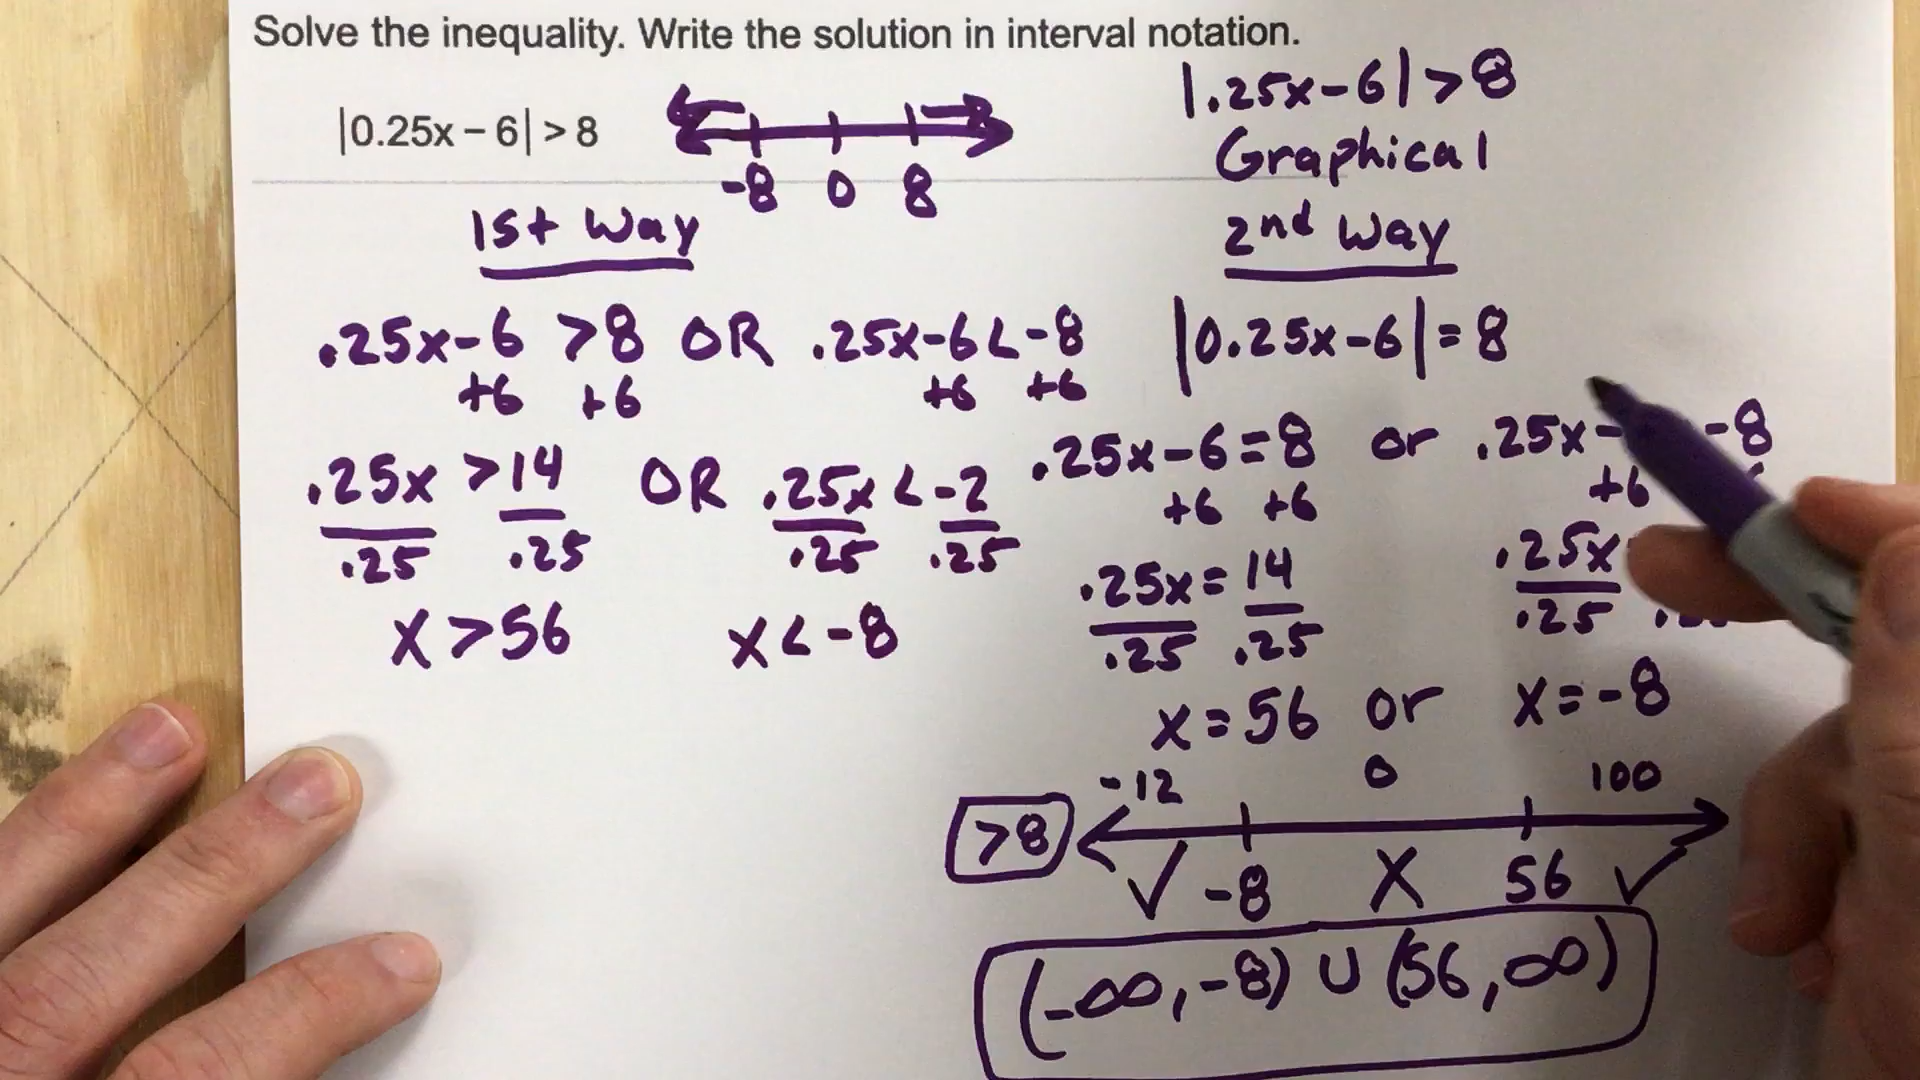 Solve the inequality. Write the solution in interval notation.
|0.25x − 6| > 8
-8 0 8
|.25x-6|>8
Graphical
1st Way
.25x-6 >8 OR .25x-6<-8
+6 +6 +6 +6
.25x >14 OR .25x<-2
.25 .25 .25 .25
x>56 x<-8
2nd Way
|0.25x-6|=8
.25x-6=8 or .25x- -8
+6 +6 +6
.25x=14 .25x
.25 .25 .25
x=56 or x=-8
-12 0 100
>8
✓ -8 X 56 ✓
(-∞,-8) ∪ (56,∞)